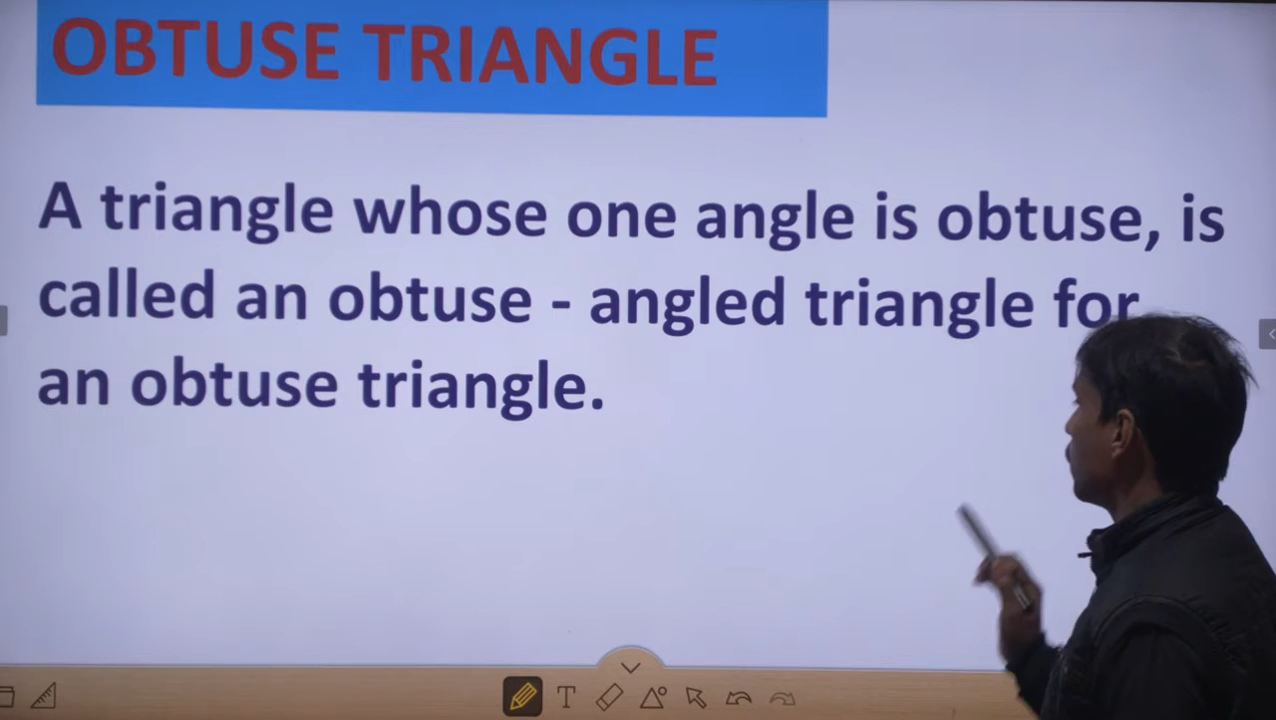 OBTUSE TRIANGLE
A triangle whose one angle is obtuse, is
called an obtuse - angled triangle for
an obtuse triangle.
T